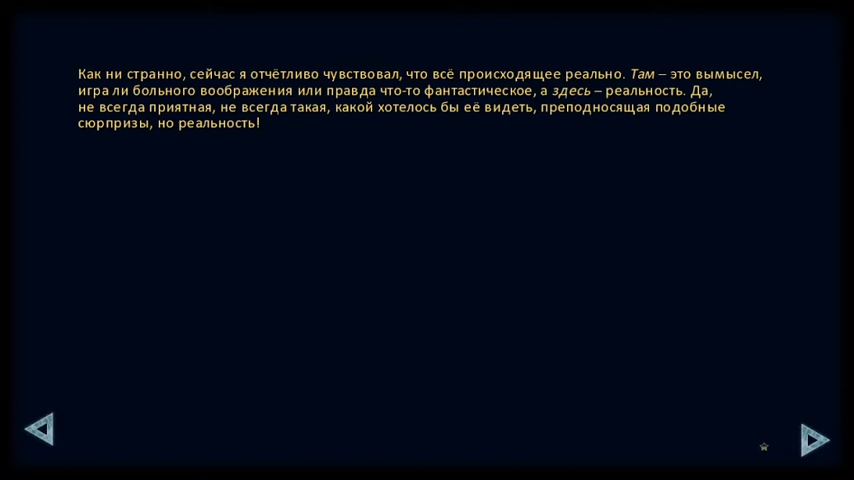 Как ни странно, сейчас я отчётливо чувствовал, что всё происходящее реально. Там – это вымысел,
игра ли больного воображения или правда что-то фантастическое, а здесь – реальность. Да,
не всегда приятная, не всегда такая, какой хотелось бы её видеть, преподносящая подобные
сюрпризы, но реальность!